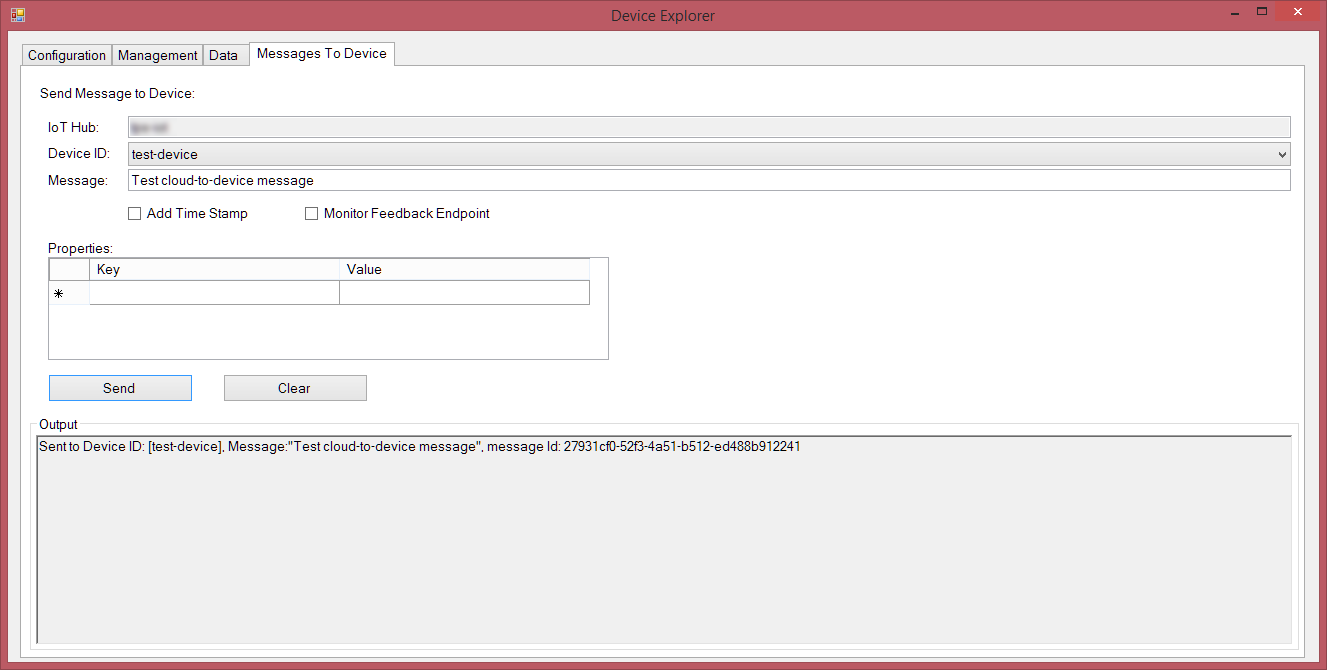 Device Explorer
Configuration Management Data Messages To Device
Send Message to Device:
IoT Hub:
Device ID: test-device
Message: Test cloud-to-device message
Add Time Stamp Monitor Feedback Endpoint
Properties:
Key Value
*
Send Clear
Output
Sent to Device ID: [test-device], Message:"Test cloud-to-device message", message Id: 27931cf0-52f3-4a51-b512-ed488b912241